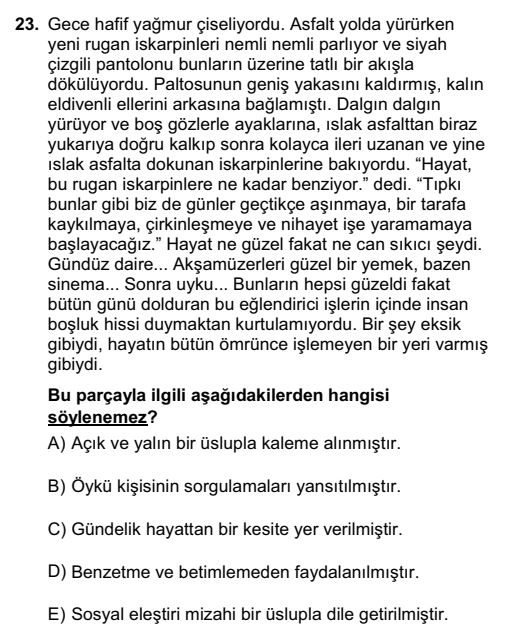 23. Gece hafif yağmur çiseliyordu. Asfalt yolda yürürken
yeni rugan iskarpinleri nemli nemli parlıyor ve siyah
çizgili pantolonu bunların üzerine tatlı bir akışla
dökülüyordu. Paltosunun geniş yakasını kaldırmış, kalın
eldivenli ellerini arkasına bağlamıştı. Dalgın dalgın
yürüyor ve boş gözlerle ayaklarına, ıslak asfalttan biraz
yukarıya doğru kalkıp sonra kolayca ileri uzanan ve yine
ıslak asfalta dokunan iskarpinlerine bakıyordu. “Hayat,
bu rugan iskarpinlere ne kadar benziyor.” dedi. “Tıpkı
bunlar gibi biz de günler geçtikçe aşınmaya, bir tarafa
kaykılmaya, çirkinleşmeye ve nihayet işe yaramamaya
başlayacağız.” Hayat ne güzel fakat ne can sıkıcı şeydi.
Gündüz daire... Akşamüzerleri güzel bir yemek, bazen
sinema... Sonra uyku... Bunların hepsi güzeldi fakat
bütün günü dolduran bu eğlendirici işlerin içinde insan
boşluk hissi duymaktan kurtulamıyordu. Bir şey eksik
gibiydi, hayatın bütün ömrünce işlemeyen bir yeri varmış
gibiydi.
Bu parçayla ilgili aşağıdakilerden hangisi
söylenemez?
A) Açık ve yalın bir üslupla kaleme alınmıştır.
B) Öykü kişisinin sorgulamaları yansıtılmıştır.
C) Gündelik hayattan bir kesite yer verilmiştir.
D) Benzetme ve betimlemeden faydalanılmıştır.
E) Sosyal eleştiri mizahi bir üslupla dile getirilmiştir.